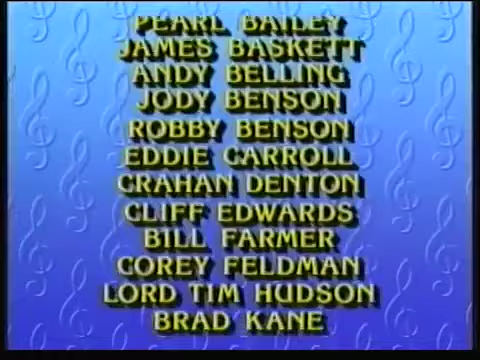 PEARL BAILEY
JAMES BASKETT
ANDY BELLING
JODY BENSON
ROBBY BENSON
EDDIE CARROLL
GRAHAN DENTON
CLIFF EDWARDS
BILL FARMER
COREY FELDMAN
LORD TIM HUDSON
BRAD KANE